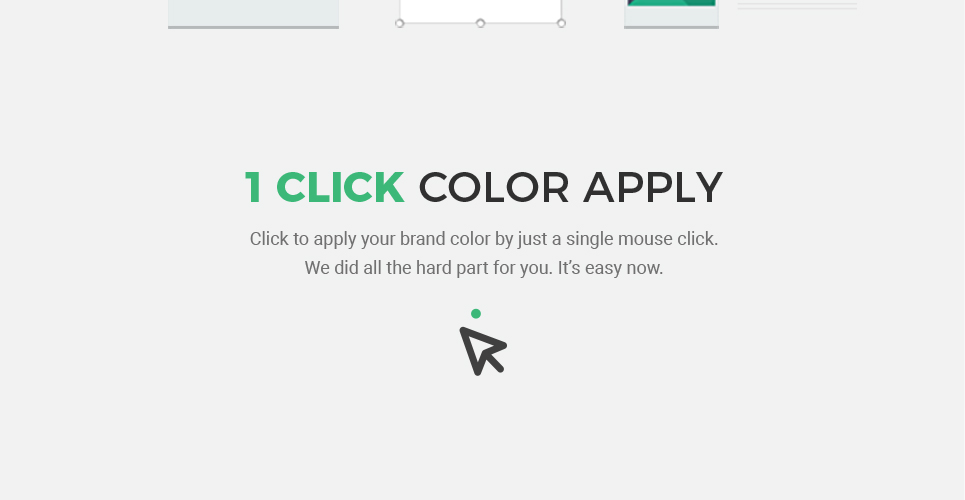 1 CLICK COLOR APPLY
Click to apply your brand color by just a single mouse click.
We did all the hard part for you. It’s easy now.